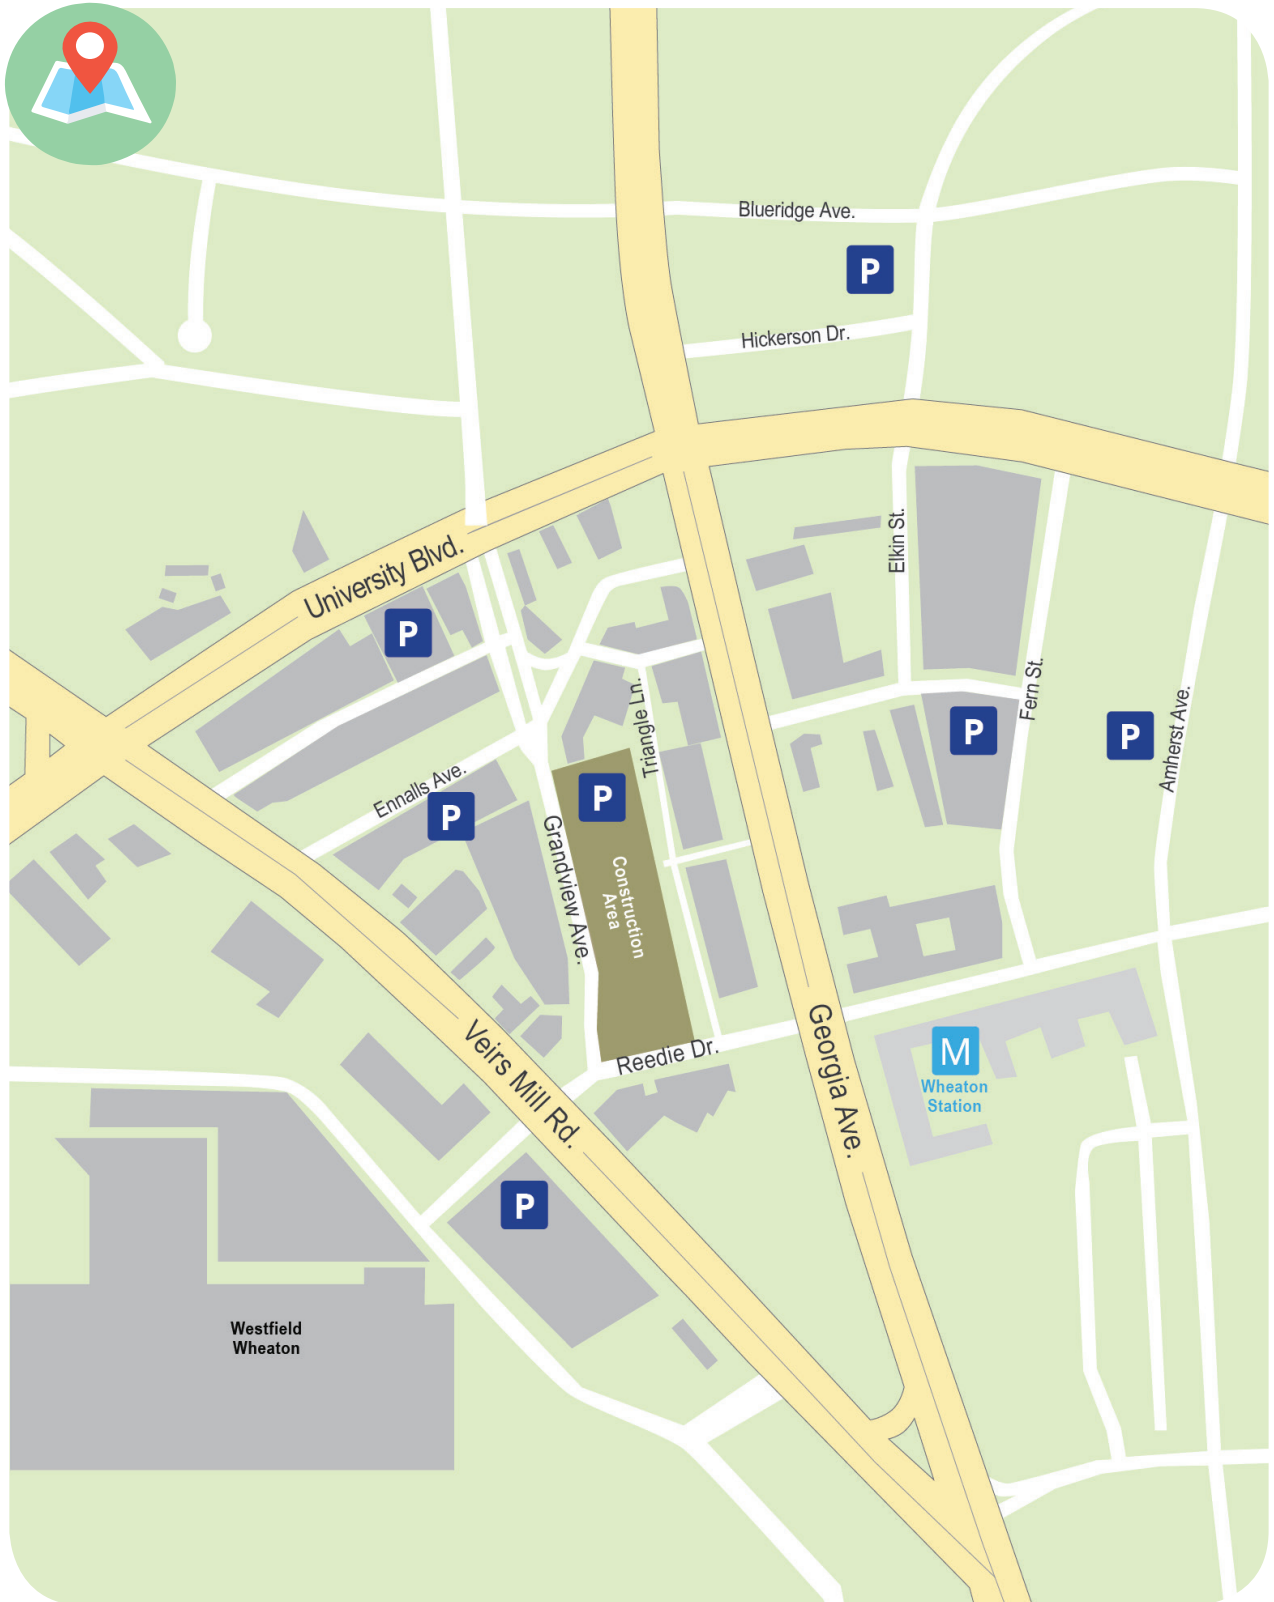 Blueridge Ave.
P
Hickerson Dr.
University Blvd.
Elkin St.
P
Triangle Ln.
Fern St.
P
P
Amherst Ave.
Ennalls Ave.
P
P
Grandview Ave.
Construction
Area
Veirs Mill Rd.
Reedie Dr.
Georgia Ave.
M
Wheaton
Station
P
Westfield
Wheaton